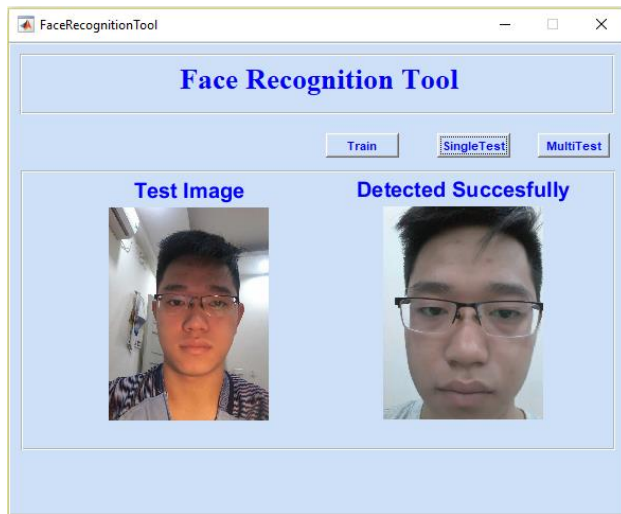 FaceRecognitionTool
Face Recognition Tool
Train SingleTest MultiTest
Test Image Detected Succesfully